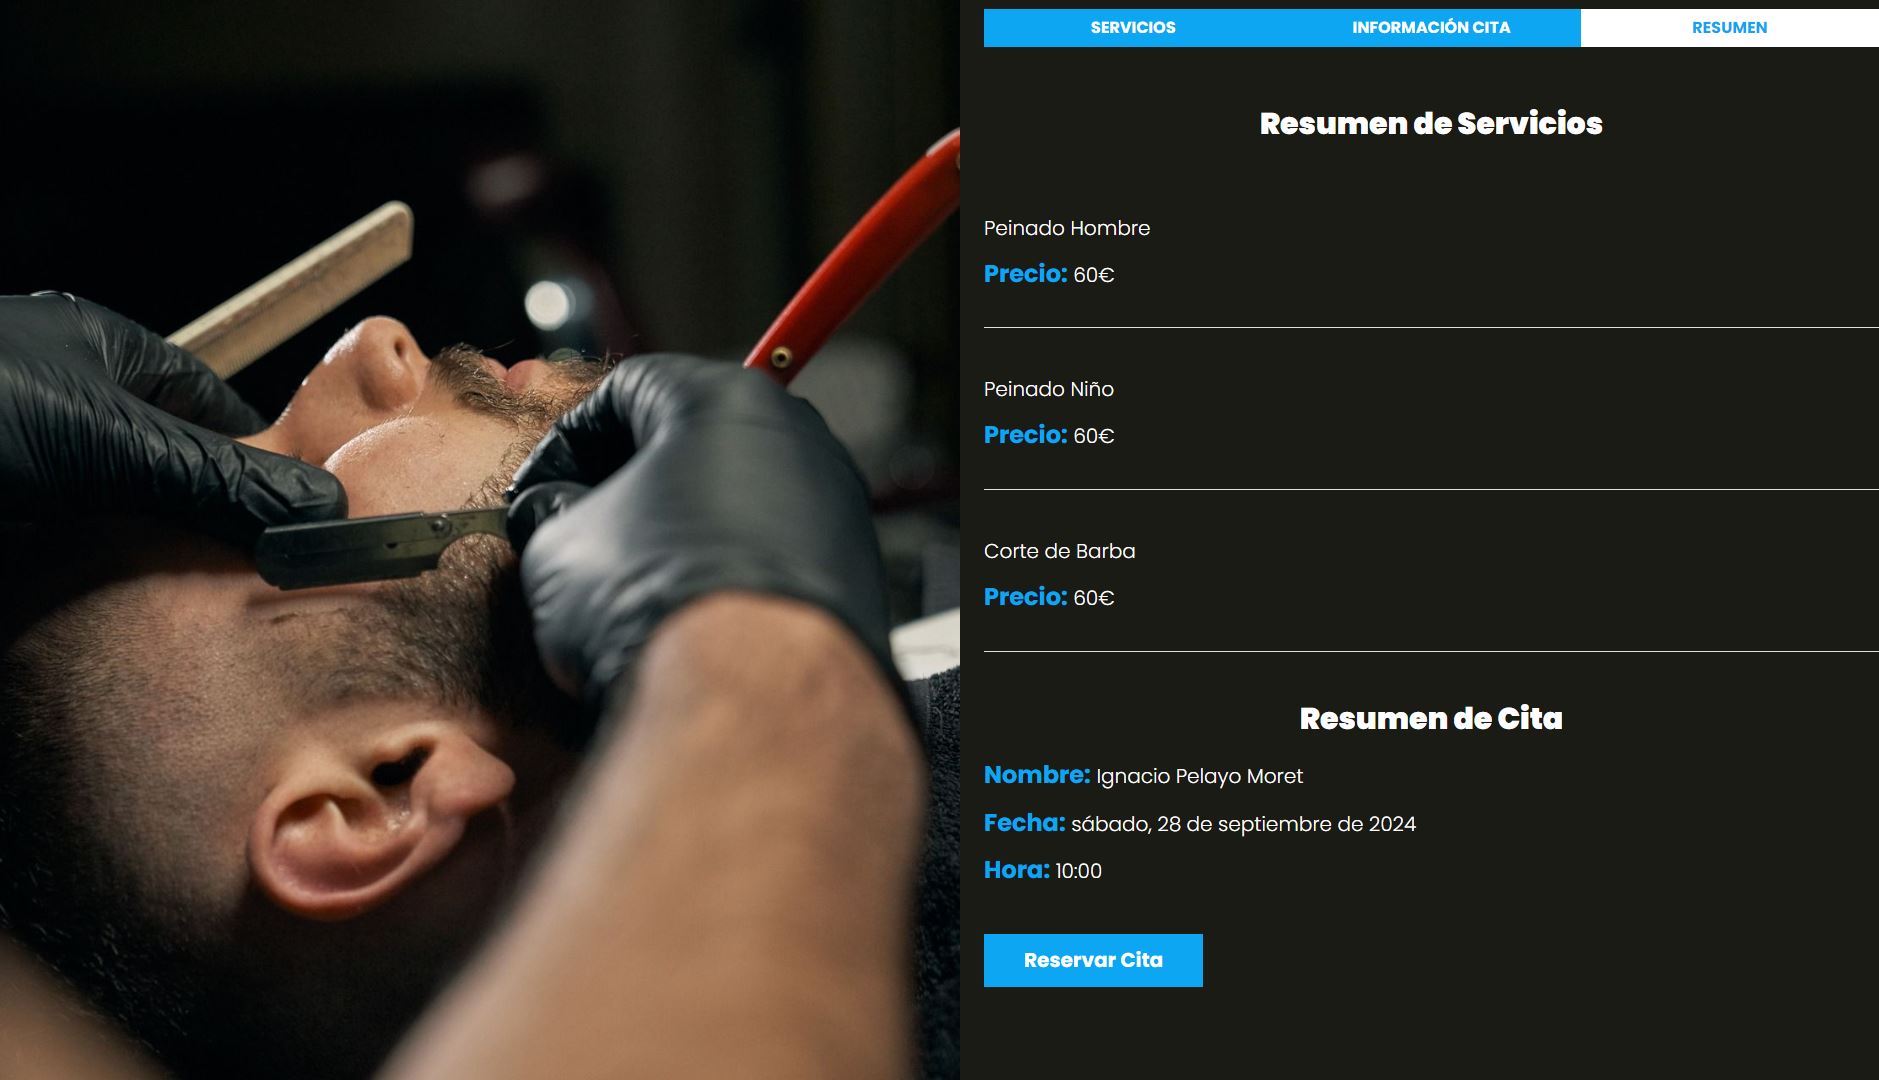 SERVICIOS
INFORMACIÓN CITA
RESUMEN
Resumen de Servicios
Peinado Hombre
Precio: 60€
Peinado Niño
Precio: 60€
Corte de Barba
Precio: 60€
Resumen de Cita
Nombre: Ignacio Pelayo Moret
Fecha: sábado, 28 de septiembre de 2024
Hora: 10:00
Reservar Cita